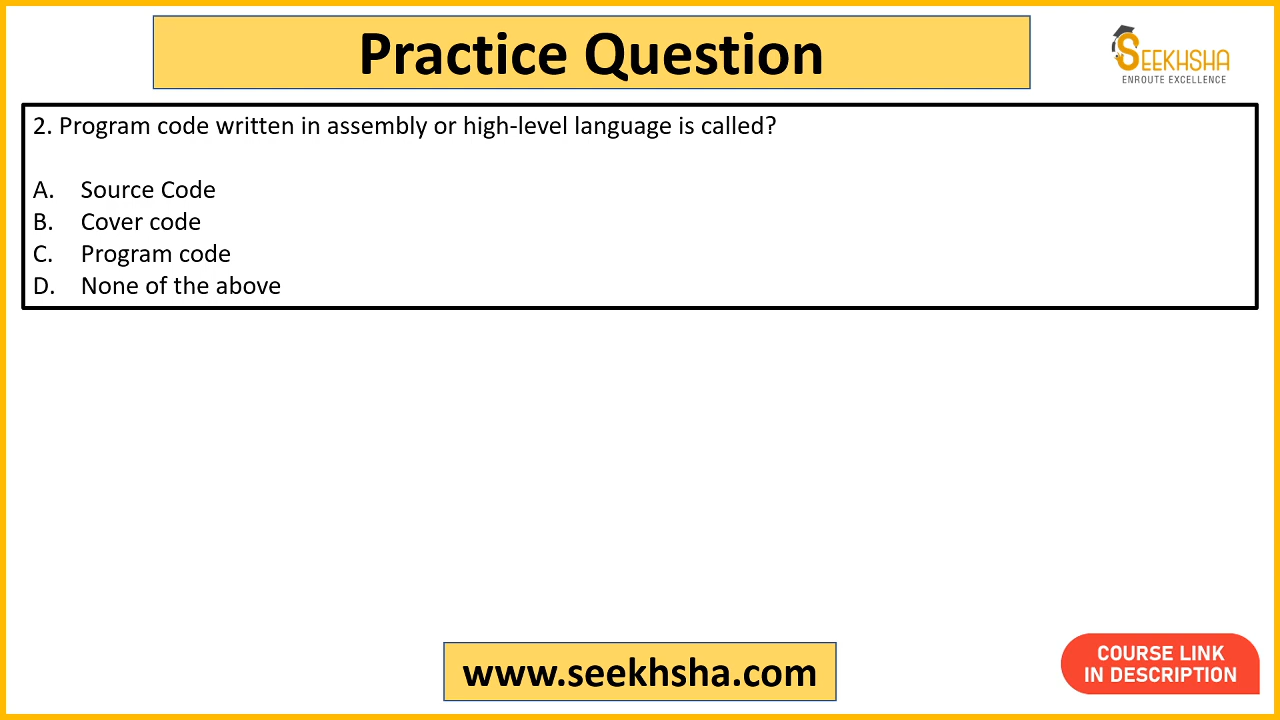 Practice Question
SEEKHSHA
ENROUTE EXCELLENCE
2. Program code written in assembly or high-level language is called?
A. Source Code
B. Cover code
C. Program code
D. None of the above
www.seekhsha.com
COURSE LINK
IN DESCRIPTION